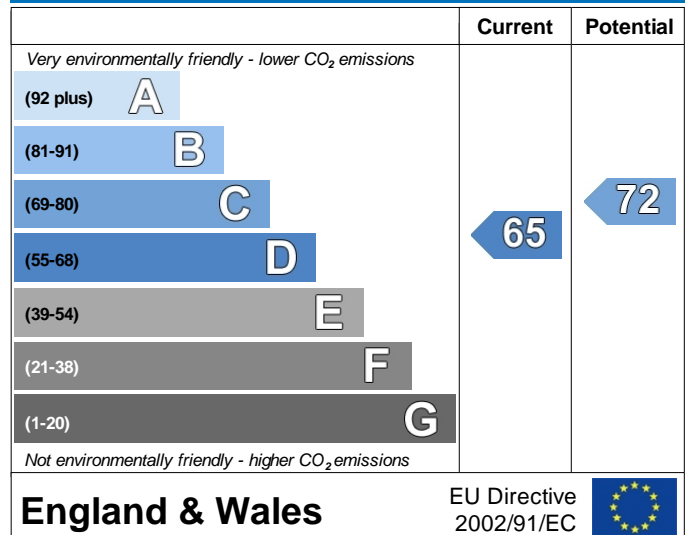 Current Potential
Very environmentally friendly - lower CO2 emissions
(92 plus) A
(81-91) B
(69-80) C
72
65
(55-68) D
(39-54) E
(21-38) F
(1-20) G
Not environmentally friendly - higher CO2 emissions
England & Wales
EU Directive
2002/91/EC